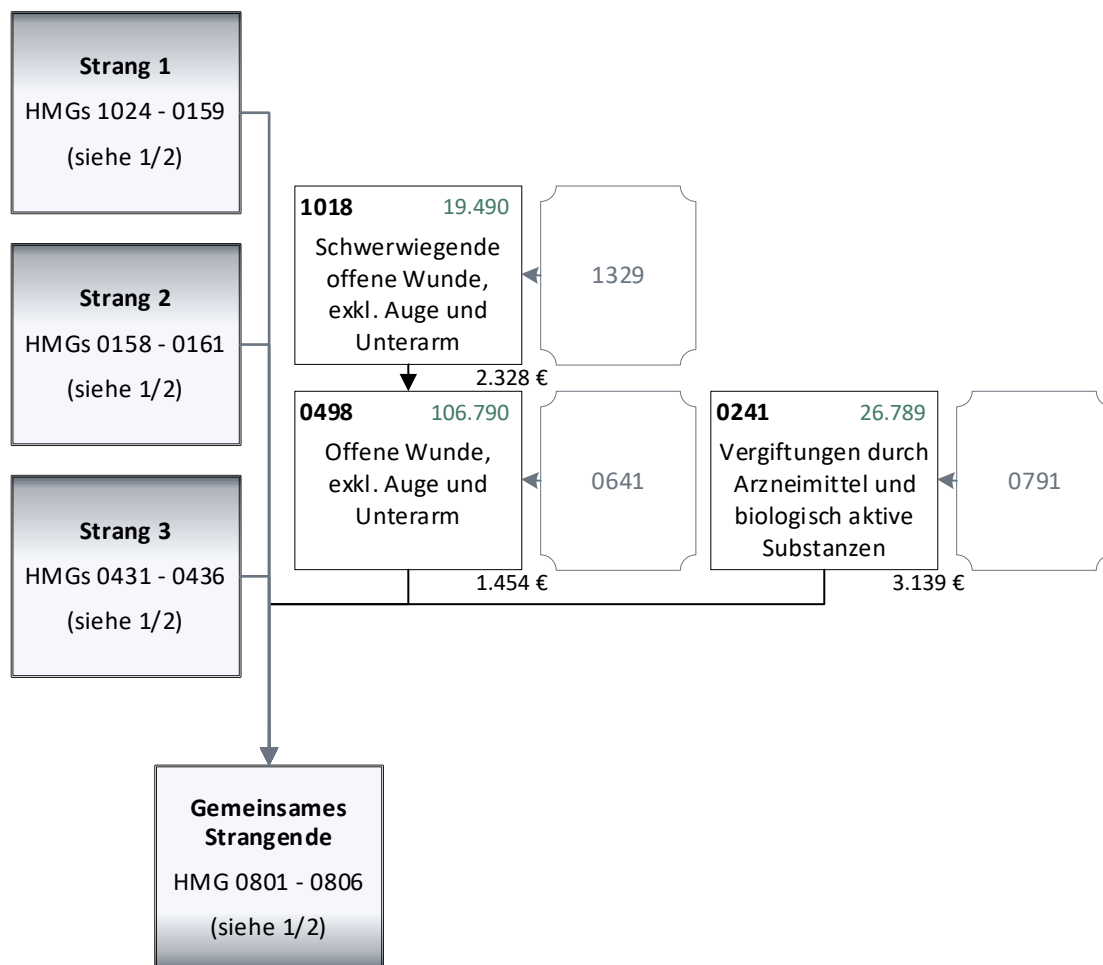 Strang 1
HMGs 1024 - 0159
(siehe 1/2)
Strang 2
HMGs 0158 - 0161
(siehe 1/2)
Strang 3
HMGs 0431 - 0436
(siehe 1/2)
1018 19.490
Schwerwiegende
offene Wunde,
exkl. Auge und
Unterarm
1329
2.328 €
0498 106.790
Offene Wunde,
exkl. Auge und
Unterarm
0641
1.454 €
0241 26.789
Vergiftungen durch
Arzneimittel und
biologisch aktive
Substanzen
0791
3.139 €
Gemeinsames
Strangende
HMG 0801 - 0806
(siehe 1/2)